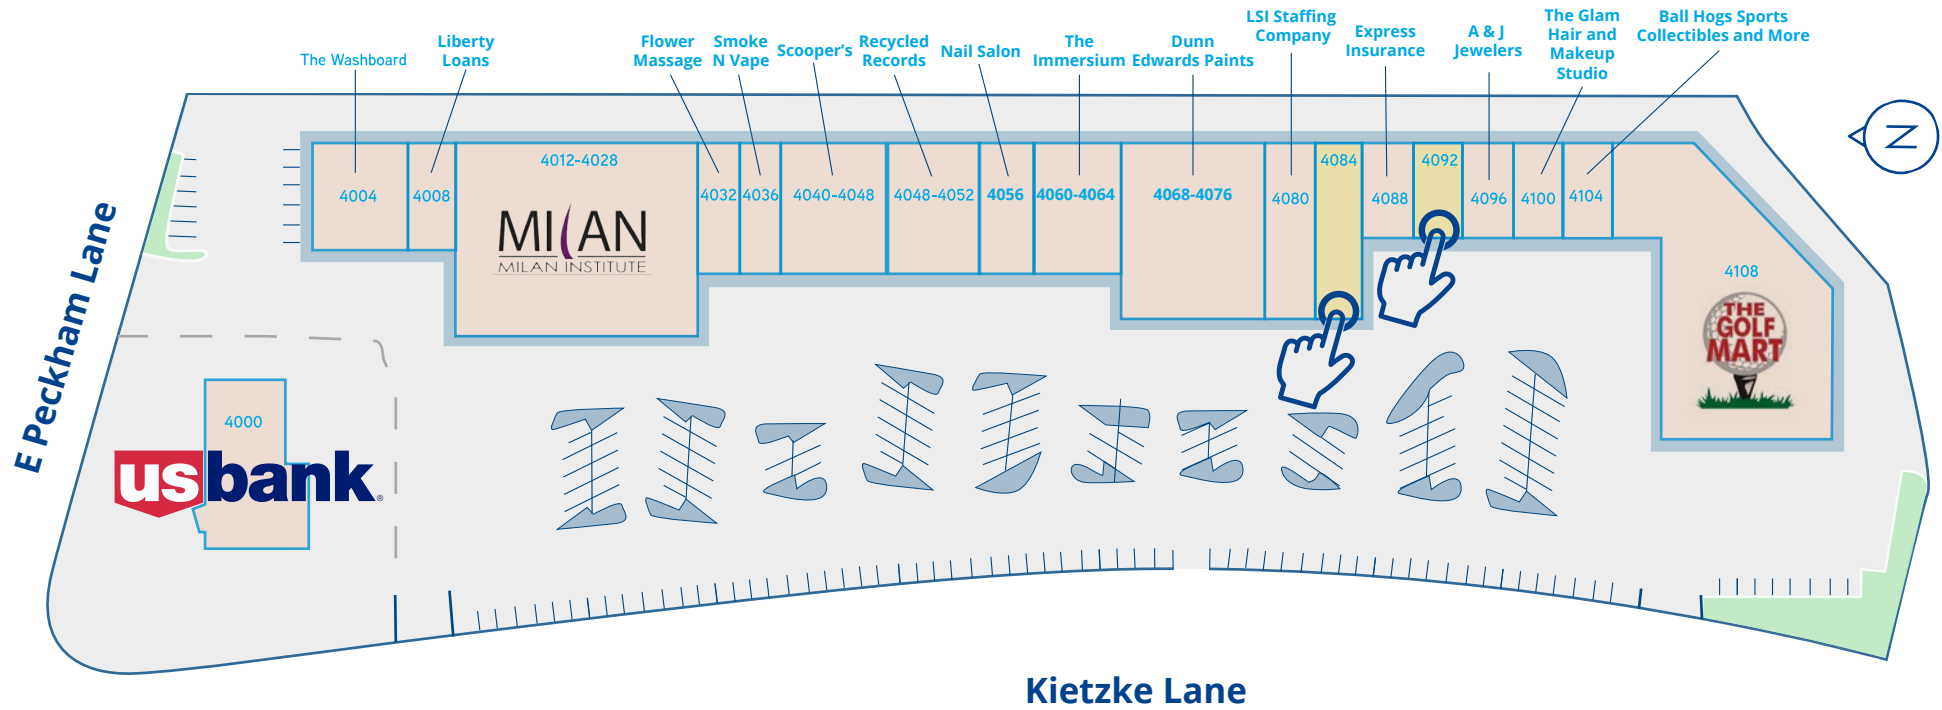 The Washboard
Liberty
Loans
Flower
Massage
Smoke
N Vape
Scooper's
Recycled
Records
Nail Salon
The
Immersium
Dunn
Edwards Paints
LSI Staffing
Company
Express
Insurance
A & J
Jewelers
The Glam
Hair and
Makeup
Studio
Ball Hogs Sports
Collectibles and More
N
4004
4008
4012-4028
MILAN
MILAN INSTITUTE
4032
4036
4040-4048
4048-4052
4056
4060-4064
4068-4076
4080
4084
4088
4092
4096
4100
4104
4108
THE
GOLF
MART
E Peckham Lane
4000
usbank®
Kietzke Lane